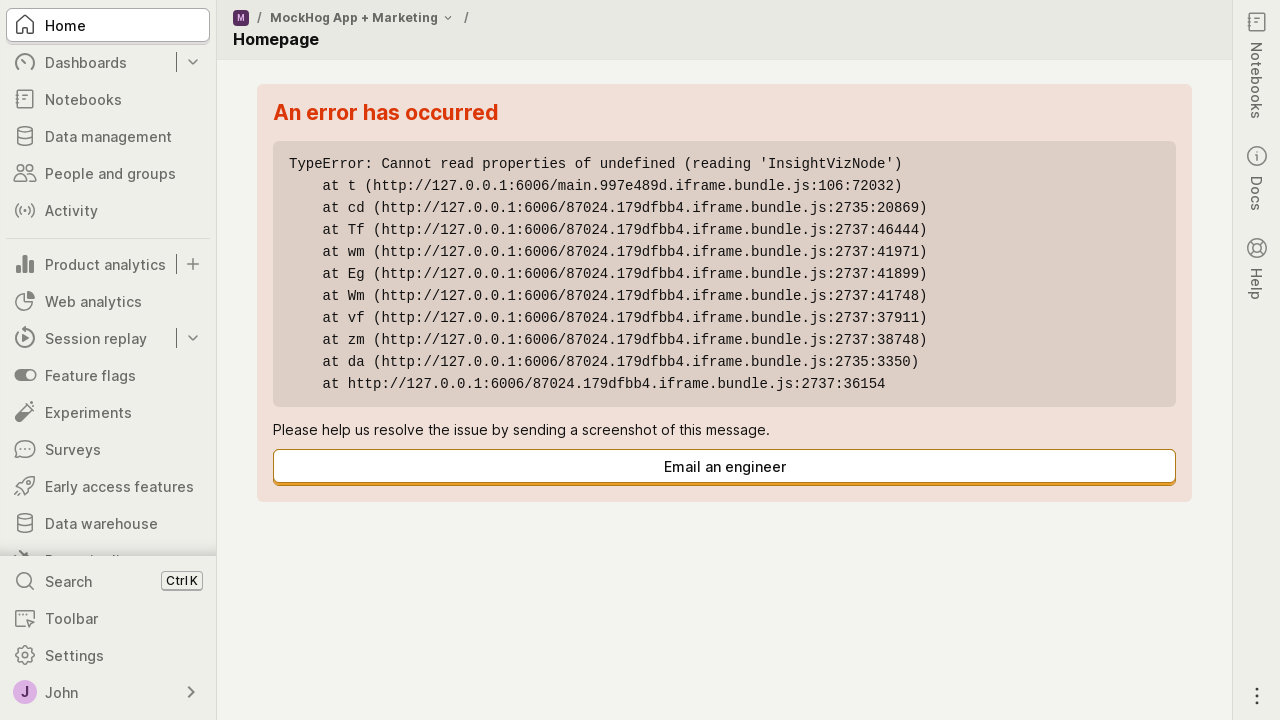 Home
Dashboards
Notebooks
Data management
People and groups
Activity
Product analytics
Web analytics
Session replay
Feature flags
Experiments
Surveys
Early access features
Data warehouse
Search
Ctrl K
Toolbar
Settings
J
John
M / MockHog App + Marketing /
Homepage
An error has occurred
TypeError: Cannot read properties of undefined (reading 'InsightVizNode')
at t (http://127.0.0.1:6006/main.997e489d.iframe.bundle.js:106:72032)
at cd (http://127.0.0.1:6006/87024.179dfbb4.iframe.bundle.js:2735:20869)
at Tf (http://127.0.0.1:6006/87024.179dfbb4.iframe.bundle.js:2737:46444)
at wm (http://127.0.0.1:6006/87024.179dfbb4.iframe.bundle.js:2737:41971)
at Eg (http://127.0.0.1:6006/87024.179dfbb4.iframe.bundle.js:2737:41899)
at Wm (http://127.0.0.1:6006/87024.179dfbb4.iframe.bundle.js:2737:41748)
at vf (http://127.0.0.1:6006/87024.179dfbb4.iframe.bundle.js:2737:37911)
at zm (http://127.0.0.1:6006/87024.179dfbb4.iframe.bundle.js:2737:38748)
at da (http://127.0.0.1:6006/87024.179dfbb4.iframe.bundle.js:2735:3350)
at http://127.0.0.1:6006/87024.179dfbb4.iframe.bundle.js:2737:36154
Please help us resolve the issue by sending a screenshot of this message.
Email an engineer
Notebooks
Docs
Help